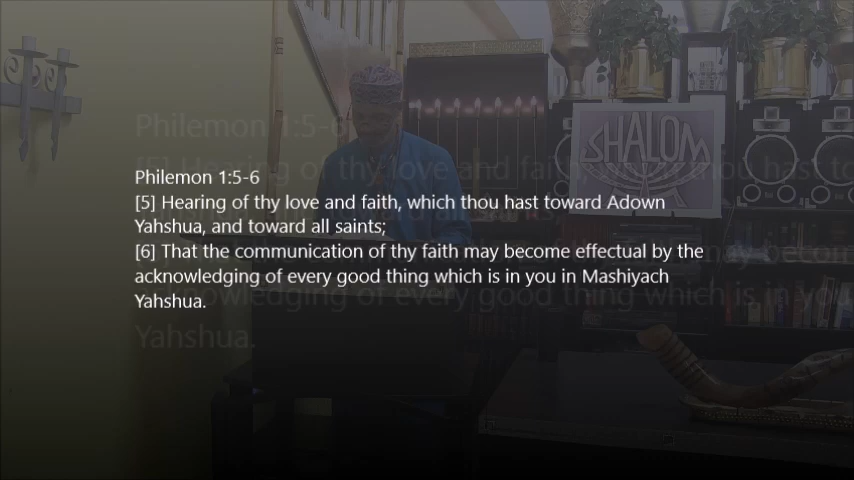 Philemon 1:5-6
[5] Hearing of thy love and faith, which thou hast toward Adown
Yahshua, and toward all saints;
[6] That the communication of thy faith may become effectual by the
acknowledging of every good thing which is in you in Mashiyach
Yahshua.
SHALOM